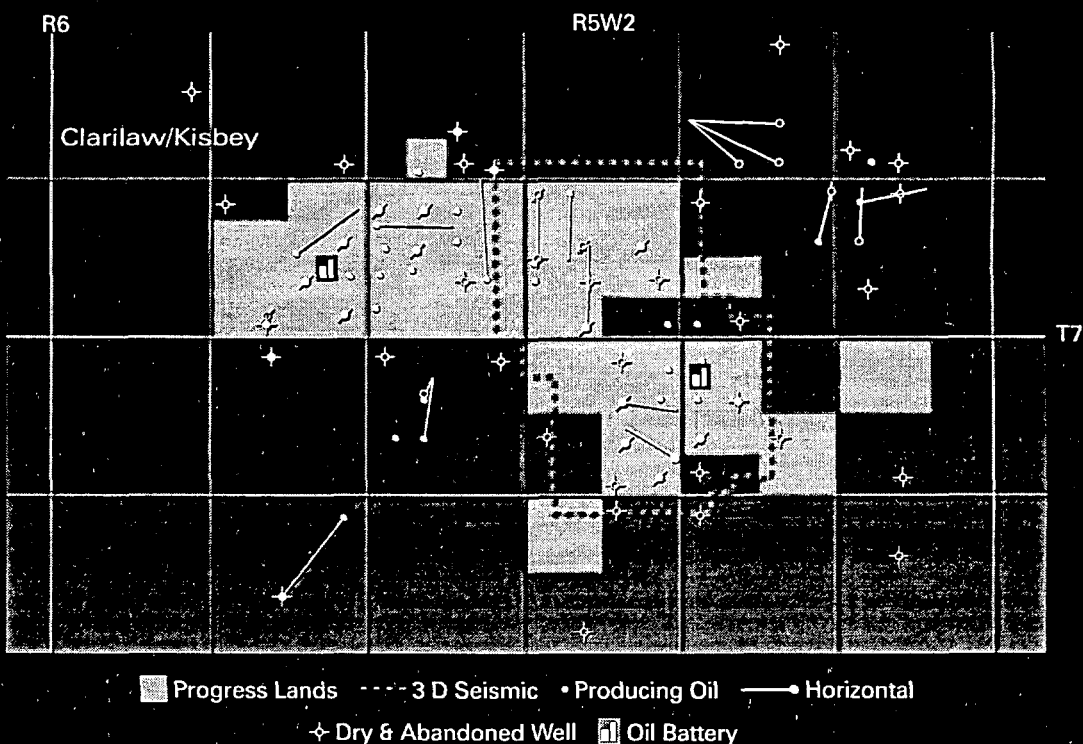 R6 R5W2
Clarilaw/Kisbey
T7
Progress Lands 3 D Seismic Producing Oil Horizontal
Dry & Abandoned Well Oil Battery